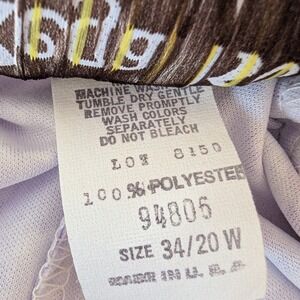 MACHINE WASH
TUMBLE DRY GENTLE
REMOVE PROMPTLY
WASH COLORS
SEPARATELY
DO NOT BLEACH
LOT 8150
100% POLYESTER
94806
SIZE 34/20 W
MADE IN U.S.A